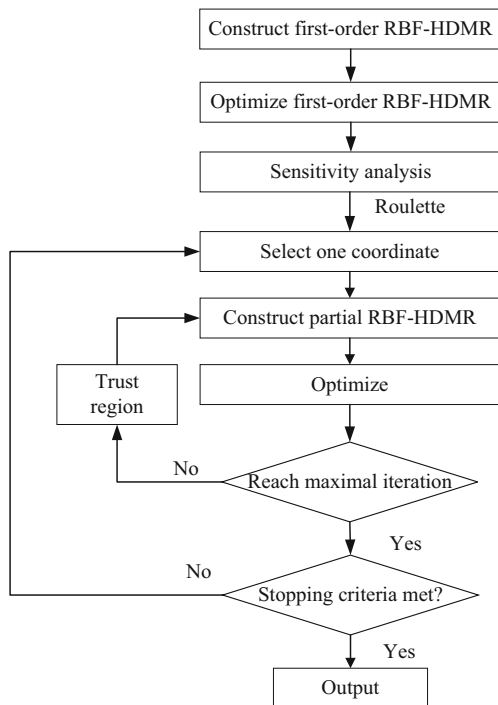 Construct first-order RBF-HDMR
Optimize first-order RBF-HDMR
Sensitivity analysis
Roulette
Select one coordinate
Construct partial RBF-HDMR
Trust
region
Optimize
No
Reach maximal iteration
Yes
No
Stopping criteria met?
Yes
Output